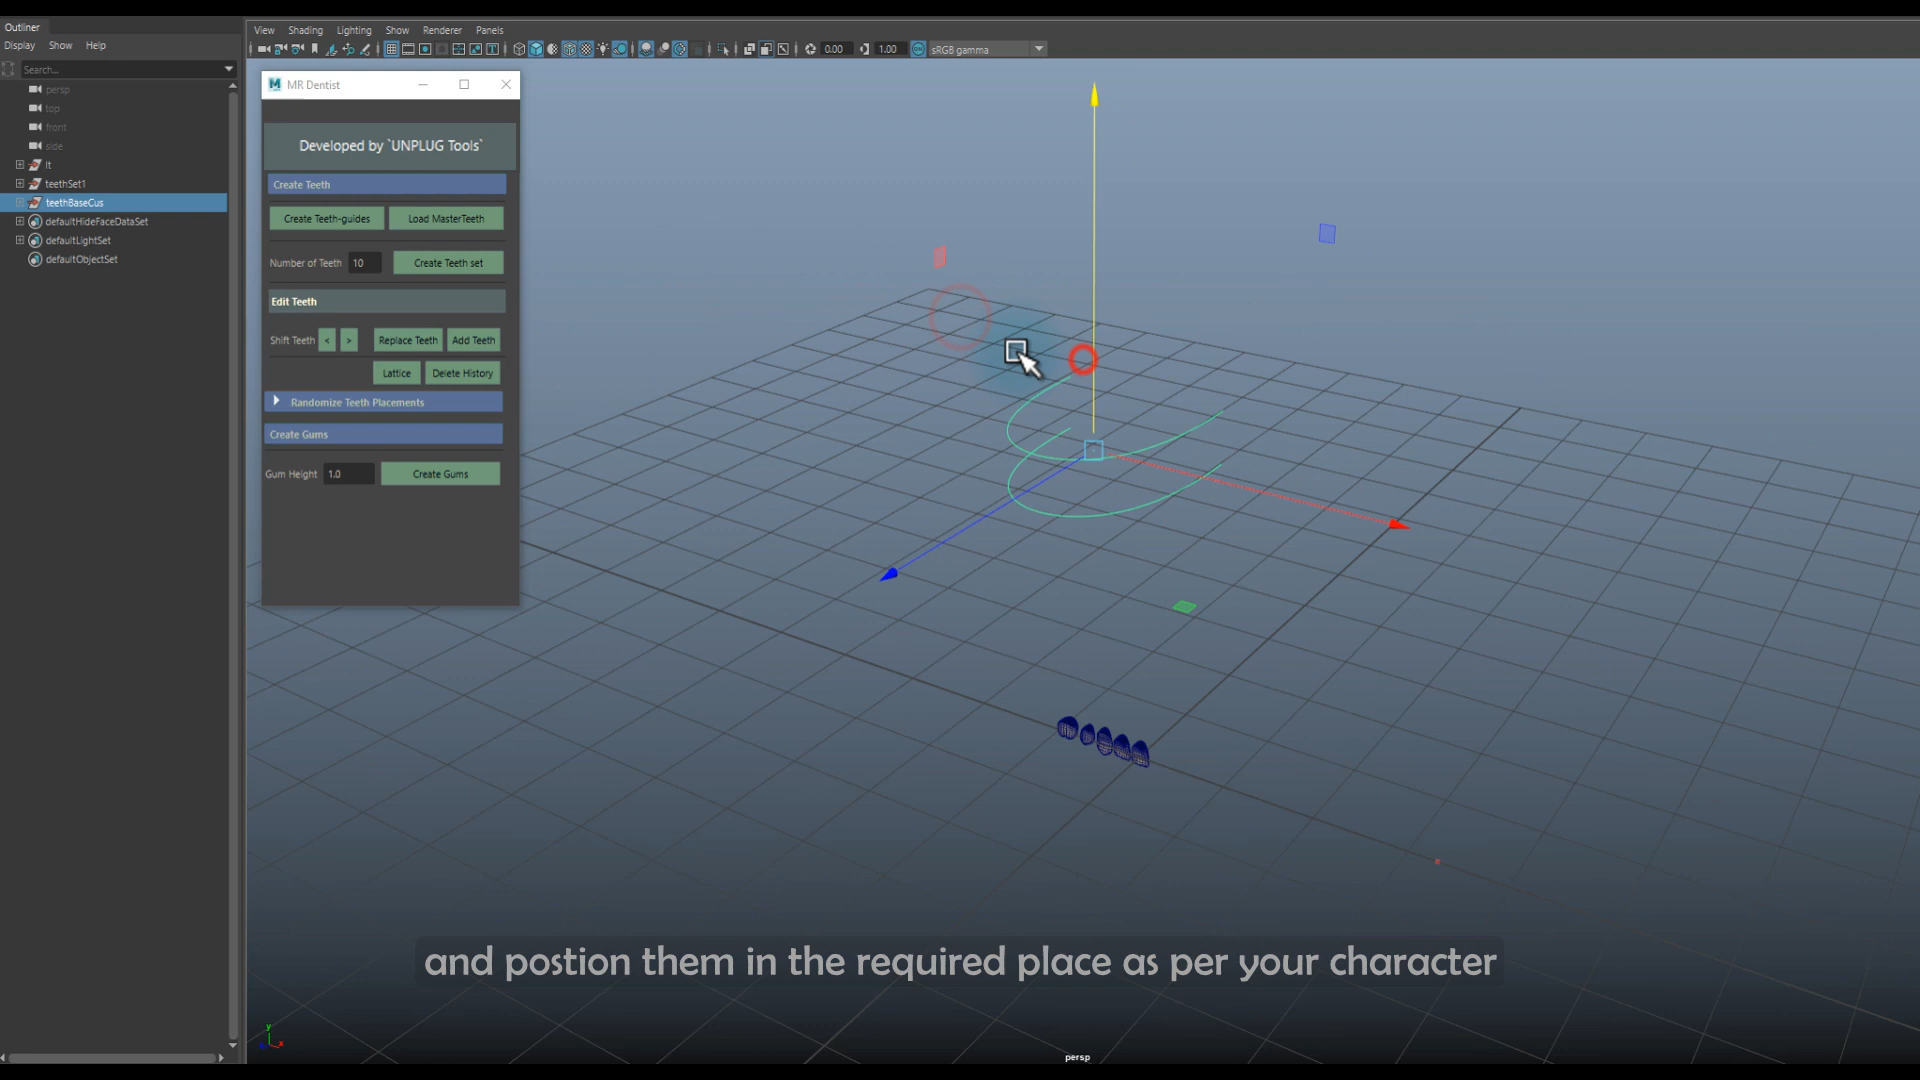 Outliner
Display Show Help
Search...
persp
top
front
side
lt
teethSet1
teethBaseCus
defaultHideFaceDataSet
defaultLightSet
defaultObjectSet
View Shading Lighting Show Renderer Panels
0.00 1.00 sRGB gamma
MR Dentist
Developed by `UNPLUG Tools`
Create Teeth
Create Teeth-guides Load MasterTeeth
Number of Teeth 10 Create Teeth set
Edit Teeth
Shift Teeth < > Replace Teeth Add Teeth
Lattice Delete History
Randomize Teeth Placements
Create Gums
Gum Height 1.0 Create Gums
and postion them in the required place as per your character
y
x
persp